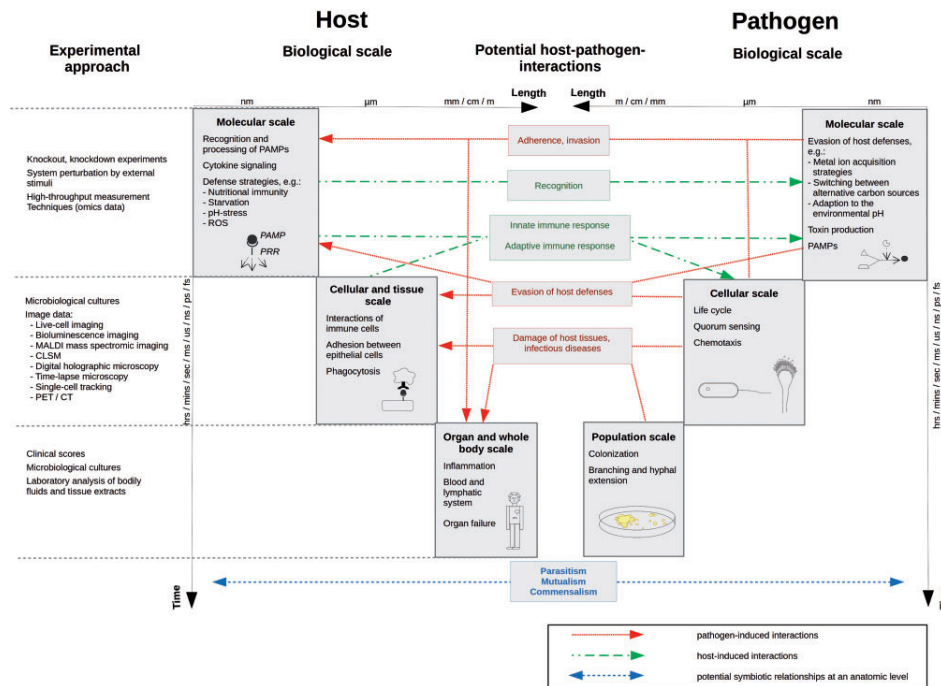 Host
Pathogen
Experimental
approach
Biological scale
Potential host-pathogen-
interactions
Biological scale
nm
µm
mm / cm / m
Length
Length
m / cm / mm
µm
nm
Knockout, knockdown experiments
System perturbation by external
stimuli
High-throughput measurement
Techniques (omics data)
Molecular scale
Recognition and
processing of PAMPs
Cytokine signaling
Defense strategies, e.g.:
- Nutritional immunity
- Starvation
- pH-stress
- ROS
PAMP
PRR
Adherence, invasion
Recognition
Innate immune response
Adaptive immune response
Molecular scale
Evasion of host defenses,
e.g.:
- Metal ion acquisition
strategies
- Switching between
alternative carbon sources
- Adaption to the
environmental pH
Toxin production
PAMPs
Microbiological cultures
Image data:
- Live-cell imaging
- Bioluminescence imaging
- MALDI mass spectromic imaging
- CLSM
- Digital holographic microscopy
- Time-lapse microscopy
- Single-cell tracking
- PET / CT
hrs / mins / sec / ms / us / ns / ps / fs
Cellular and tissue
scale
Interactions of
immune cells
Adhesion between
epithelial cells
Phagocytosis
Evasion of host defenses
Damage of host tissues,
infectious diseases
Cellular scale
Life cycle
Quorum sensing
Chemotaxis
hrs / mins / sec / ms / us / ns / ps / fs
Clinical scores
Microbiological cultures
Laboratory analysis of bodily
fluids and tissue extracts
Organ and whole
body scale
Inflammation
Blood and
lymphatic
system
Organ failure
Population scale
Colonization
Branching and hyphal
extension
Time
Parasitism
Mutualism
Commensalism
pathogen-induced interactions
host-induced interactions
potential symbiotic relationships at an anatomic level